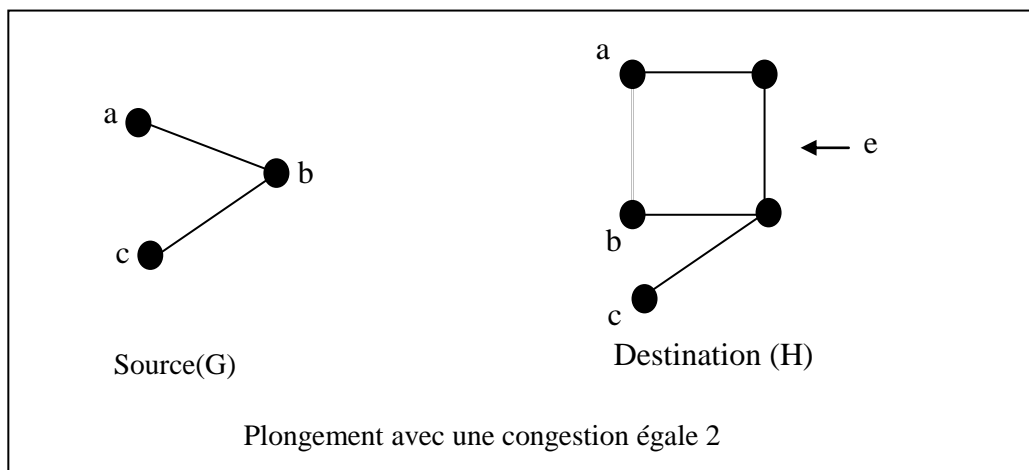 a
b
c
Source(G)
a
e
b
c
Destination (H)
Plongement avec une congestion égale 2